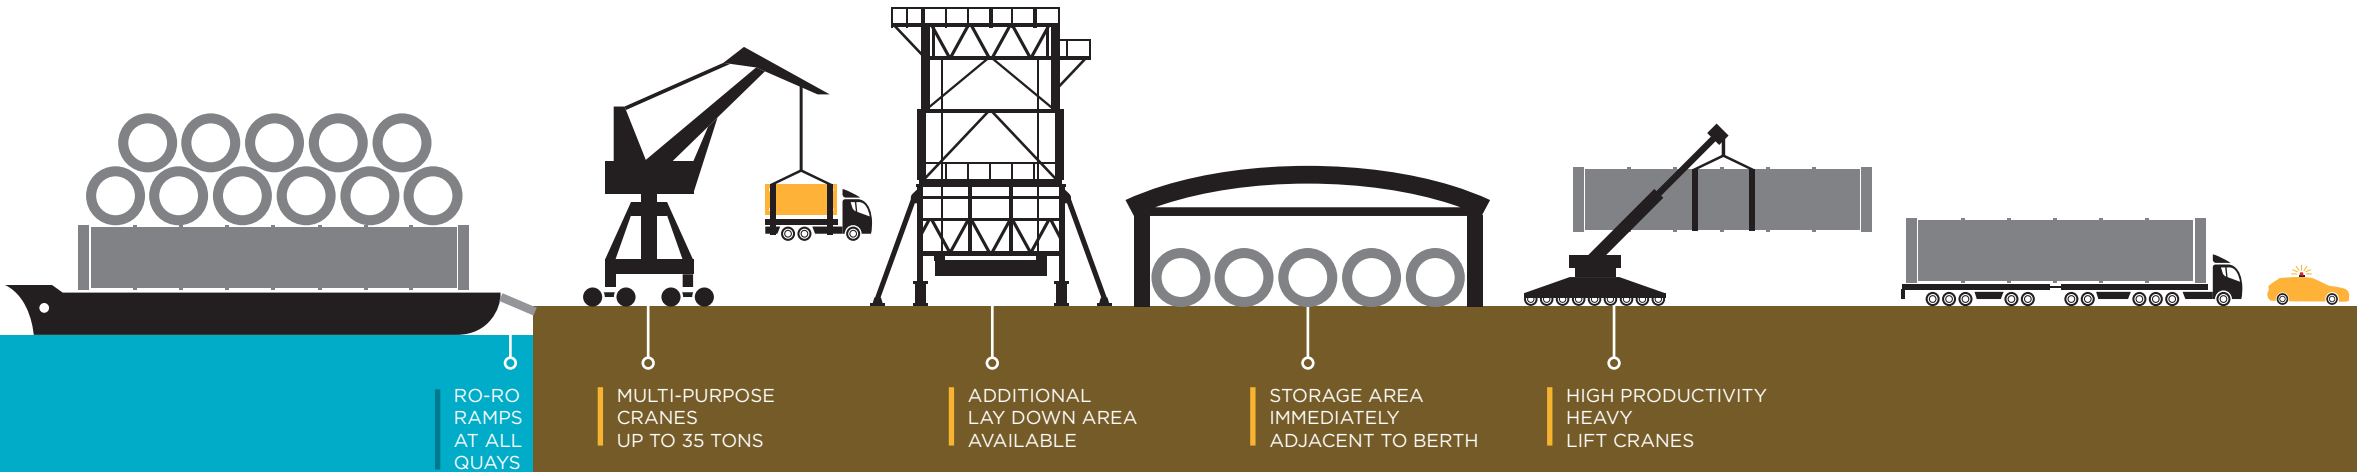 RO-RO
RAMPS
AT ALL
QUAYS
MULTI-PURPOSE
CRANES
UP TO 35 TONS
ADDITIONAL
LAY DOWN AREA
AVAILABLE
STORAGE AREA
IMMEDIATELY
ADJACENT TO BERTH
HIGH PRODUCTIVITY
HEAVY
LIFT CRANES